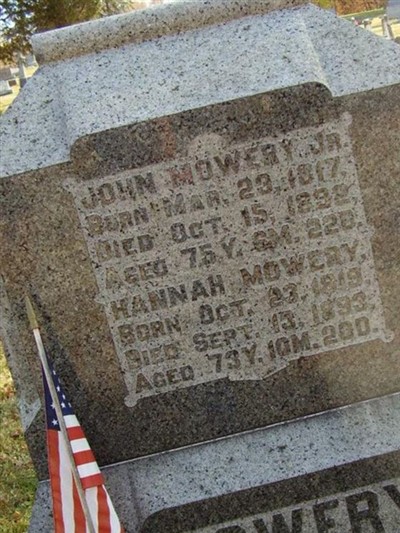 JOHN MOWERY, JR.
BORN MAR. 23, 1817.
DIED OCT. 15, 1892.
AGED 75Y. 6M. 22D.
HANNAH MOWERY.
BORN OCT. 23, 1819.
DIED SEPT. 13, 1893.
AGED 73Y. 10M. 20D.
MOWERY